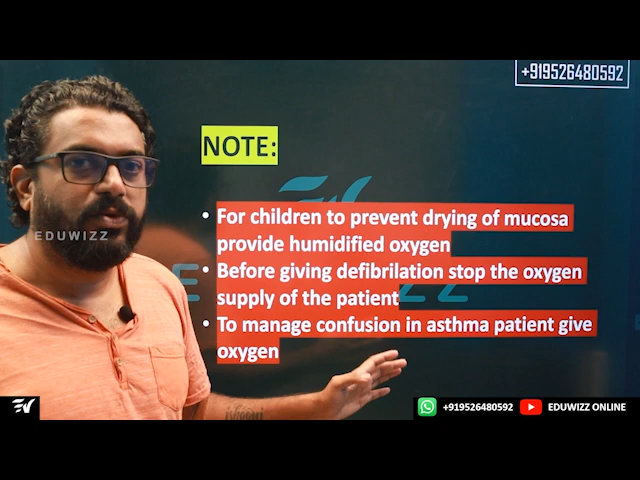 +919526480592
NOTE:
• For children to prevent drying of mucosa
provide humidified oxygen
• Before giving defibrilation stop the oxygen
supply of the patient
• To manage confusion in asthma patient give
oxygen
EDUWIZZ
+919526480592 EDUWIZZ ONLINE